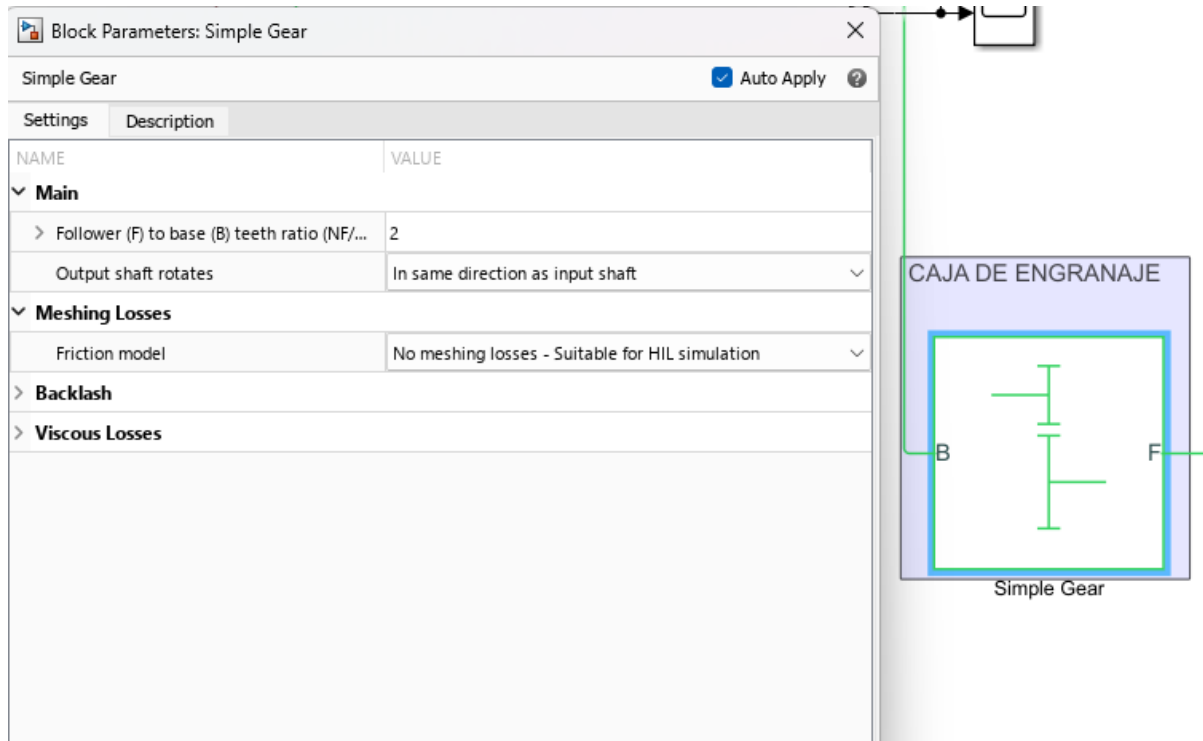 Block Parameters: Simple Gear
Simple Gear
Auto Apply
Settings Description
NAME VALUE
Main
Follower (F) to base (B) teeth ratio (NF/... 2
Output shaft rotates In same direction as input shaft
Meshing Losses
Friction model No meshing losses - Suitable for HIL simulation
Backlash
Viscous Losses
CAJA DE ENGRANAJE
B F
Simple Gear